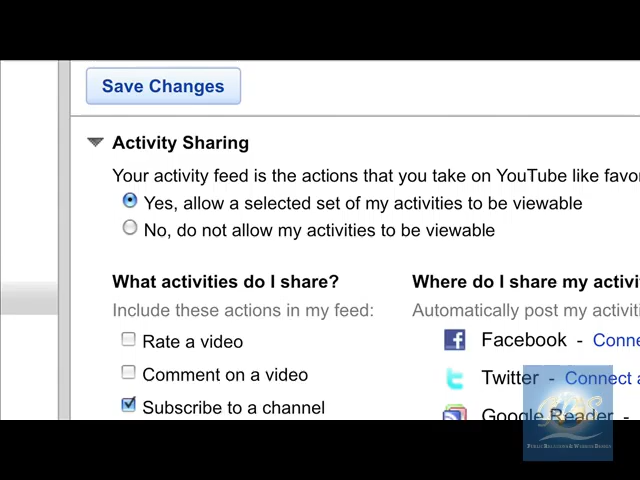 Save Changes
Activity Sharing
Your activity feed is the actions that you take on YouTube like favor
Yes, allow a selected set of my activities to be viewable
No, do not allow my activities to be viewable
What activities do I share?
Where do I share my activi
Include these actions in my feed:
Automatically post my activiti
Rate a video
Facebook - Conne
Comment on a video
Twitter - Connect a
Subscribe to a channel
Google Reader -